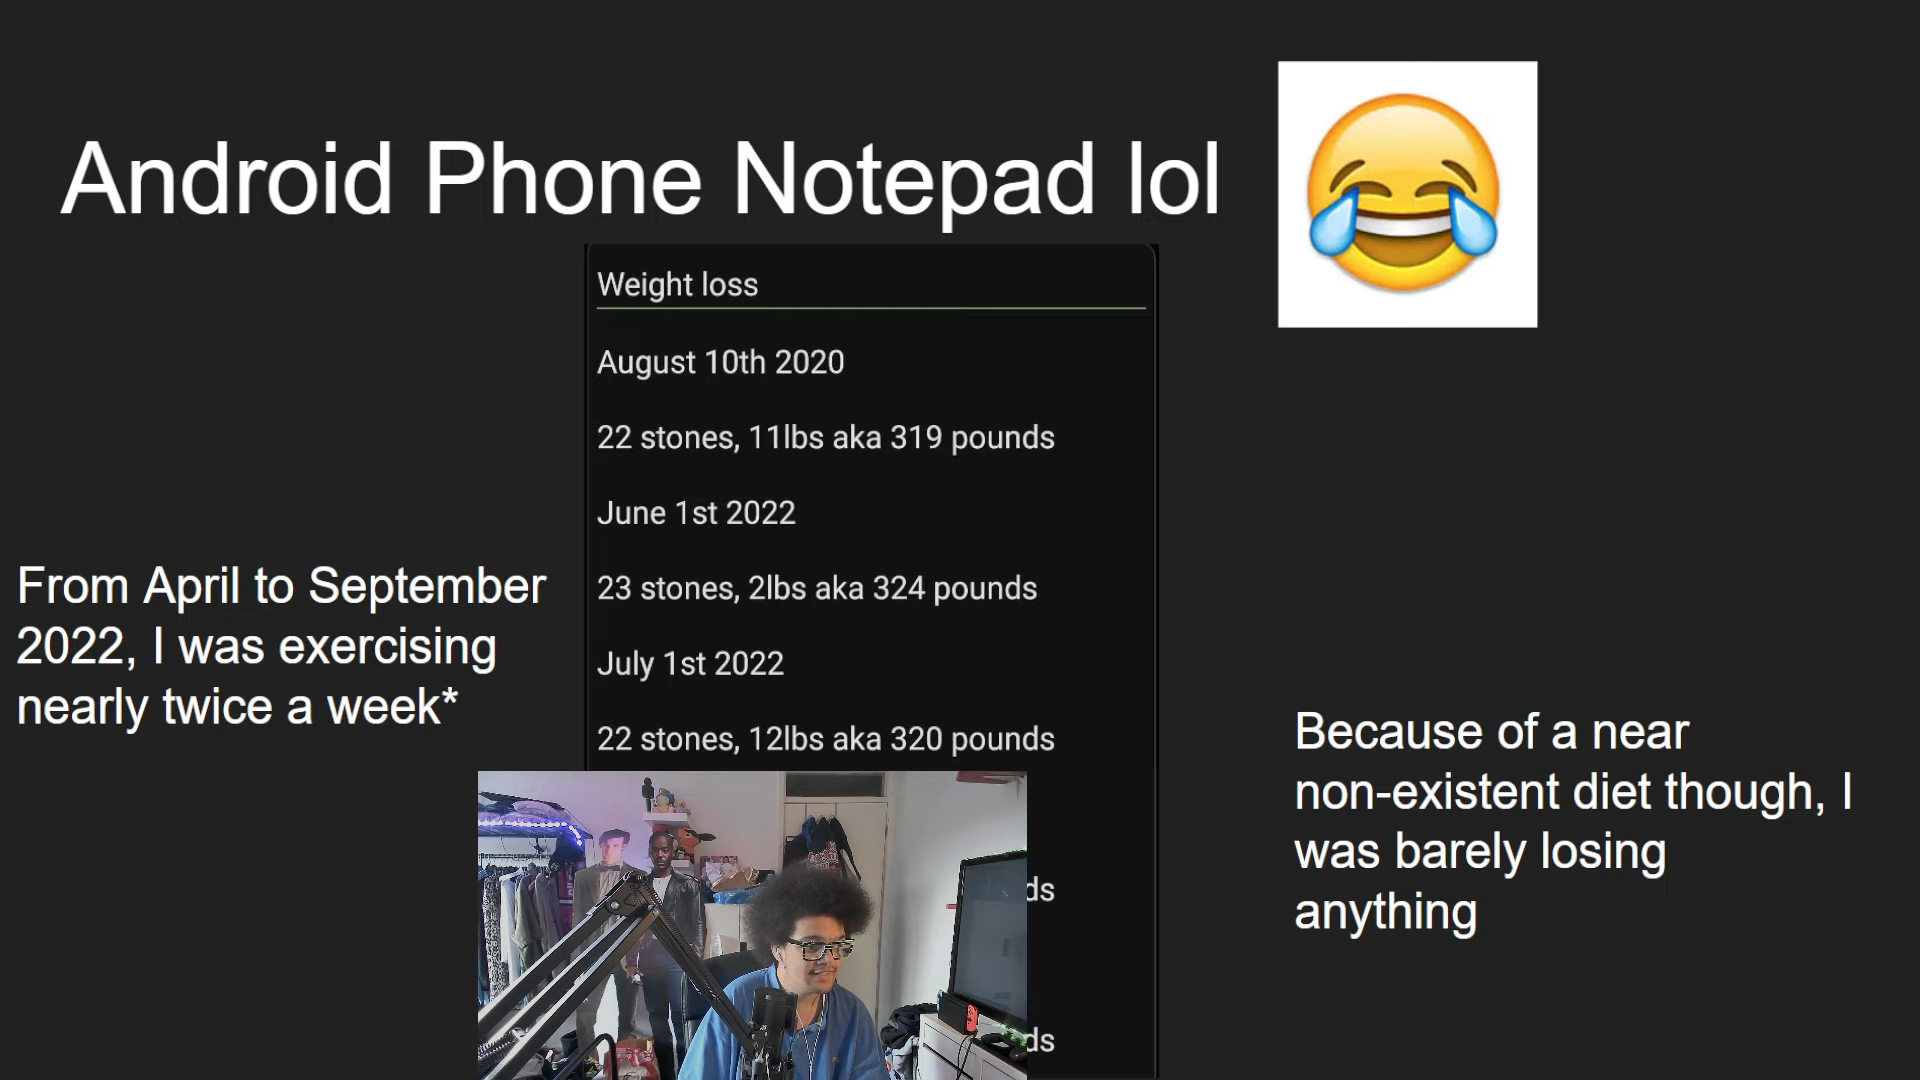 Android Phone Notepad lol
Weight loss
August 10th 2020
22 stones, 11lbs aka 319 pounds
June 1st 2022
23 stones, 2lbs aka 324 pounds
July 1st 2022
22 stones, 12lbs aka 320 pounds
ds
ds
From April to September
2022, I was exercising
nearly twice a week*
Because of a near
non-existent diet though, I
was barely losing
anything